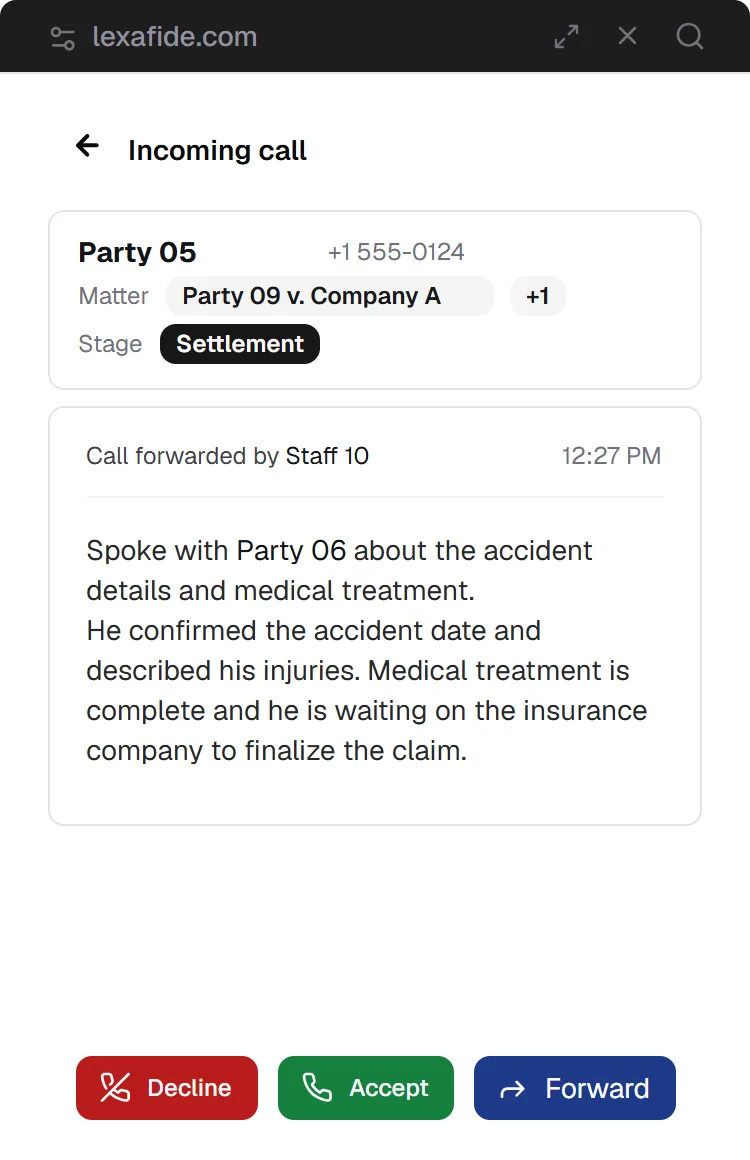 lexafide.com
Incoming call
Party 05 +1 555-0124
Matter Party 09 v. Company A +1
Stage Settlement
Call forwarded by Staff 10 12:27 PM
Spoke with Party 06 about the accident
details and medical treatment.
He confirmed the accident date and
described his injuries. Medical treatment is
complete and he is waiting on the insurance
company to finalize the claim.
Decline Accept Forward